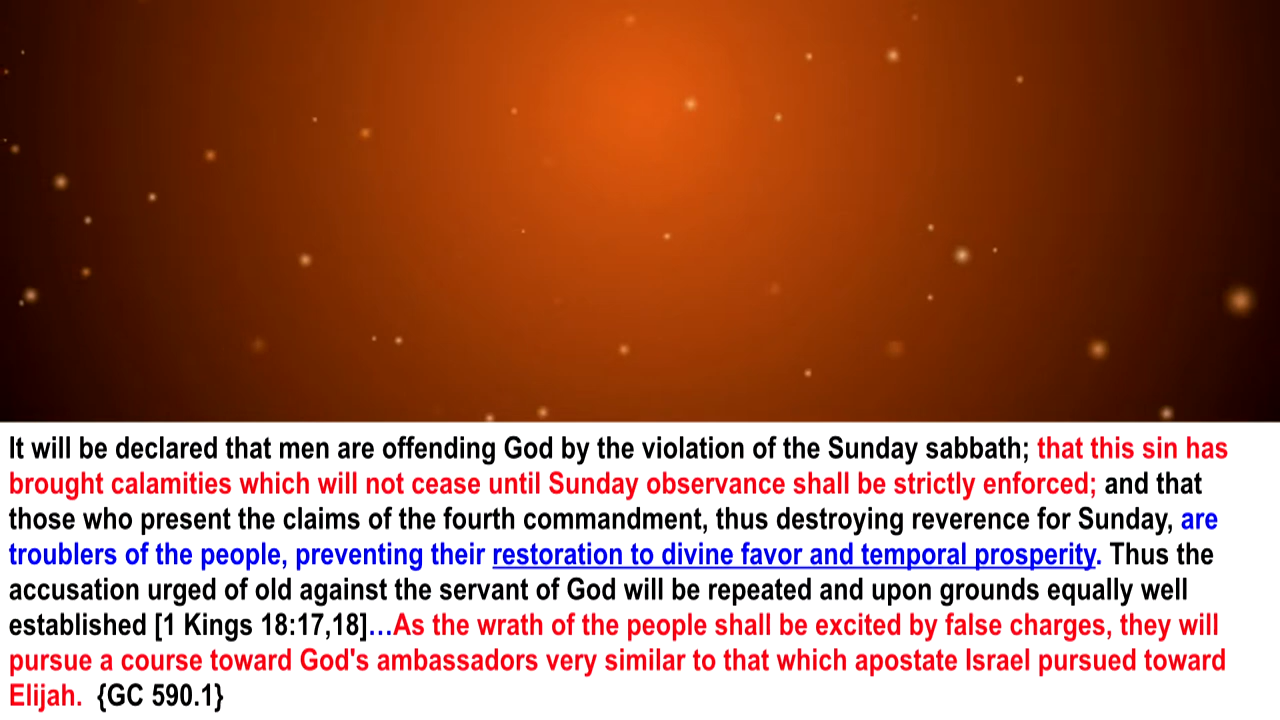 It will be declared that men are offending God by the violation of the Sunday sabbath; that this sin has
brought calamities which will not cease until Sunday observance shall be strictly enforced; and that
those who present the claims of the fourth commandment, thus destroying reverence for Sunday, are
troublers of the people, preventing their restoration to divine favor and temporal prosperity. Thus the
accusation urged of old against the servant of God will be repeated and upon grounds equally well
established [1 Kings 18:17,18]…As the wrath of the people shall be excited by false charges, they will
pursue a course toward God's ambassadors very similar to that which apostate Israel pursued toward
Elijah.  {GC 590.1}